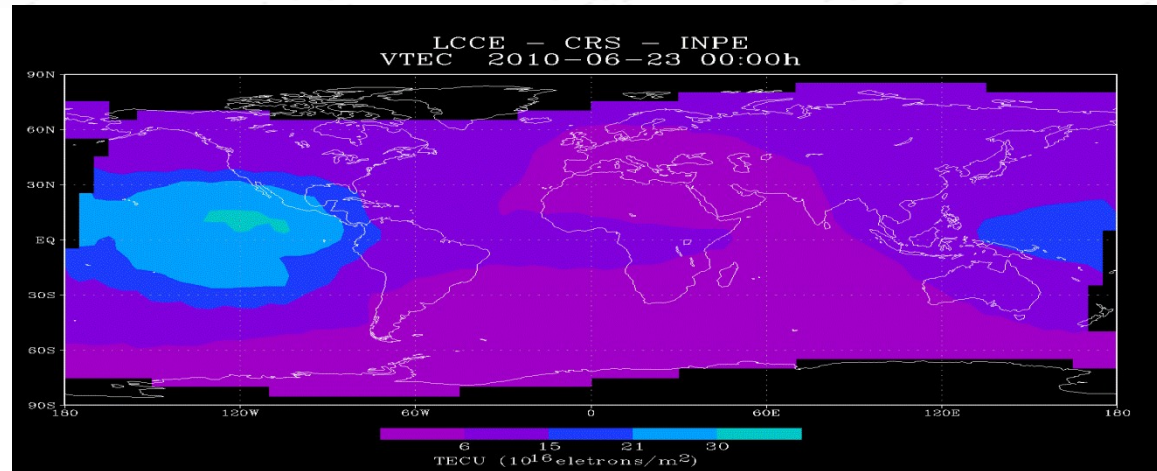 LCCE - CRS - INPE
VTEC 2010-06-23 00:00h
90N
60N
30N
EQ
30S
60S
90S
180 120W 60W 0 60E 120E 180
6 15 21 30
TECU (10¹⁶eletrons/m²)